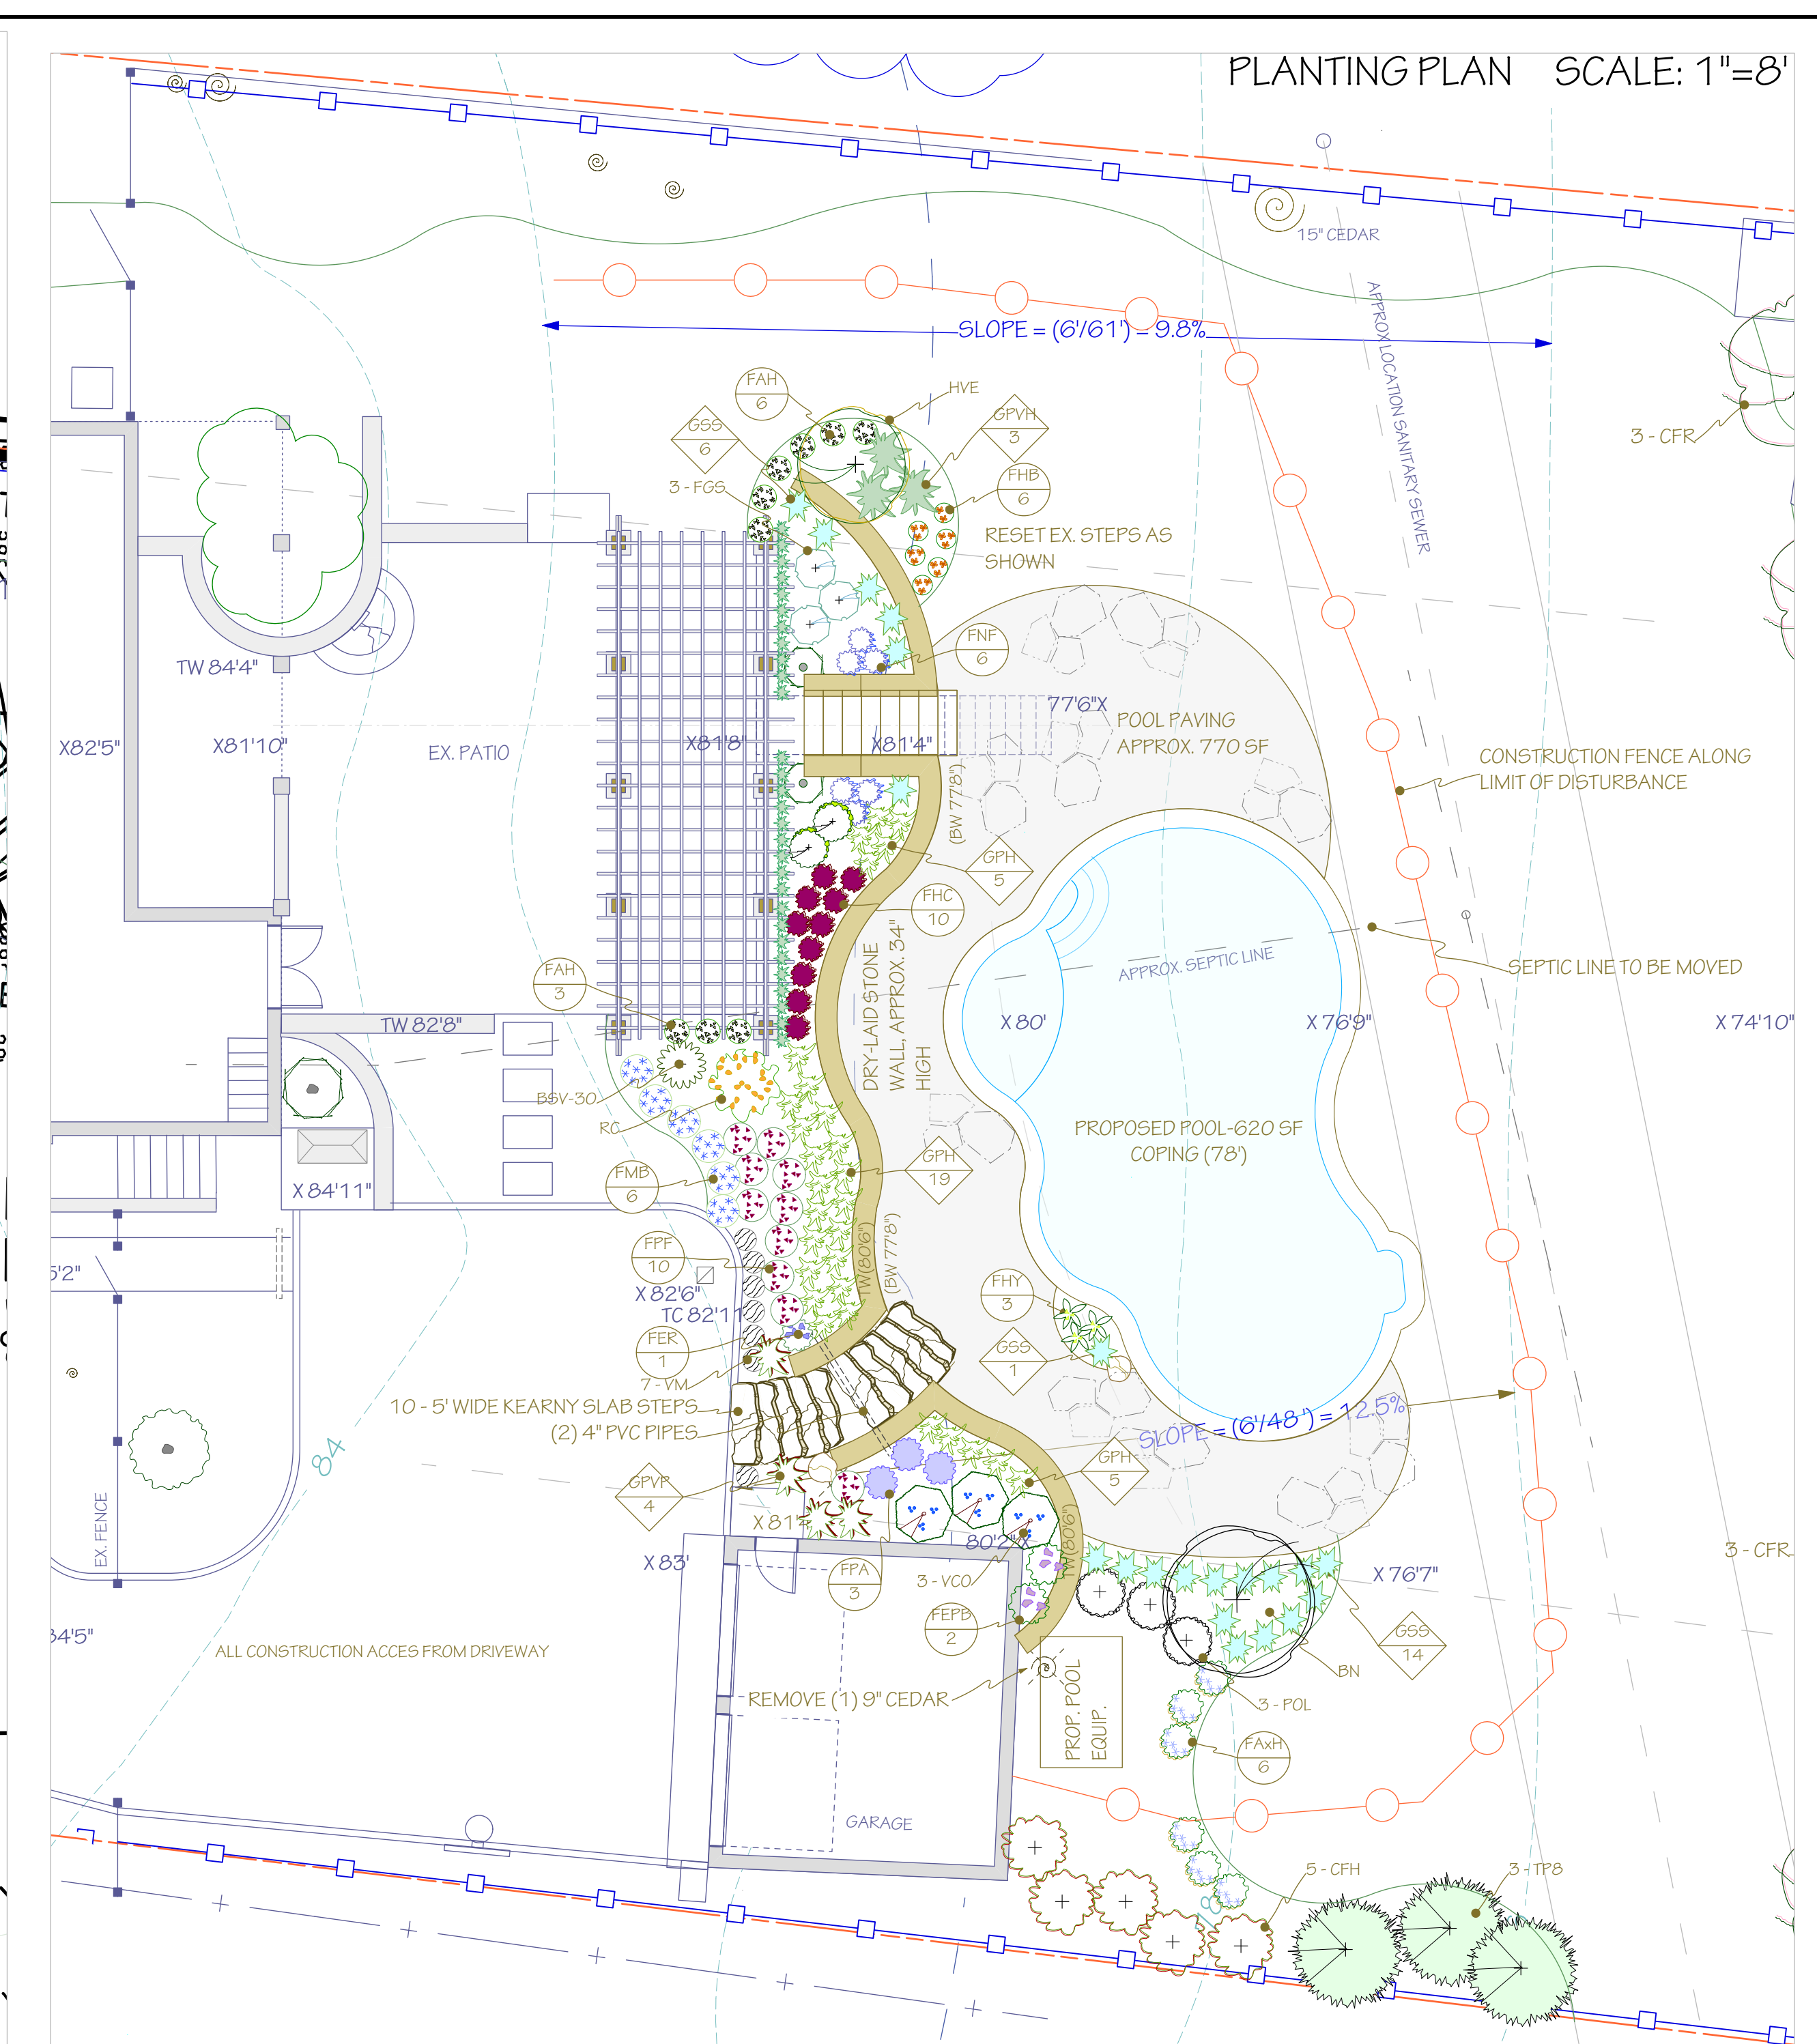 PLANTING PLAN SCALE: 1"=8'
15" CEDAR
APPROX LOCATION SANITARY SEWER
SLOPE = (6'/61') = 9.8%
FAH
6
HVE
GSS
6
GPVH
3
3 - CFR
3 - FGS
FHB
6
RESET EX. STEPS AS
SHOWN
FNF
6
TW 84'4"
77'6"X
POOL PAVING
APPROX. 770 SF
X82'5"
X81'10"
EX. PATIO
X81'8"
X81'4"
CONSTRUCTION FENCE ALONG
LIMIT OF DISTURBANCE
(BW 77'8")
GPH
5
FHC
10
DRY-LAID STONE
WALL, APPROX. 34"
HIGH
APPROX. SEPTIC LINE
SEPTIC LINE TO BE MOVED
FAH
3
TW 82'8"
X 80'
X 76'9"
X 74'10"
BSV-30
RC
PROPOSED POOL-620 SF
COPING (78')
GPH
19
FMB
6
X 84'11"
TW(80'6")
(BW 77'8")
FPF
10
5'2"
X 82'6"
TC 82'11
FHY
3
FER
1
GSS
1
7 - VM
10 - 5' WIDE KEARNY SLAB STEPS
(2) 4" PVC PIPES
SLOPE = (6'/48') = 12.5%
84
GPH
5
GPVP
4
EX. FENCE
X 81'4
80'2"X
TW(80'6")
X 83'
FPA
3
3 - VCO
3 - CFR
X 76'7"
FEPB
2
GSS
14
34'5"
ALL CONSTRUCTION ACCES FROM DRIVEWAY
BN
REMOVE (1) 9" CEDAR
PROP. POOL
EQUIP.
3 - POL
FAxH
6
GARAGE
5 - CFH
3 - TP8